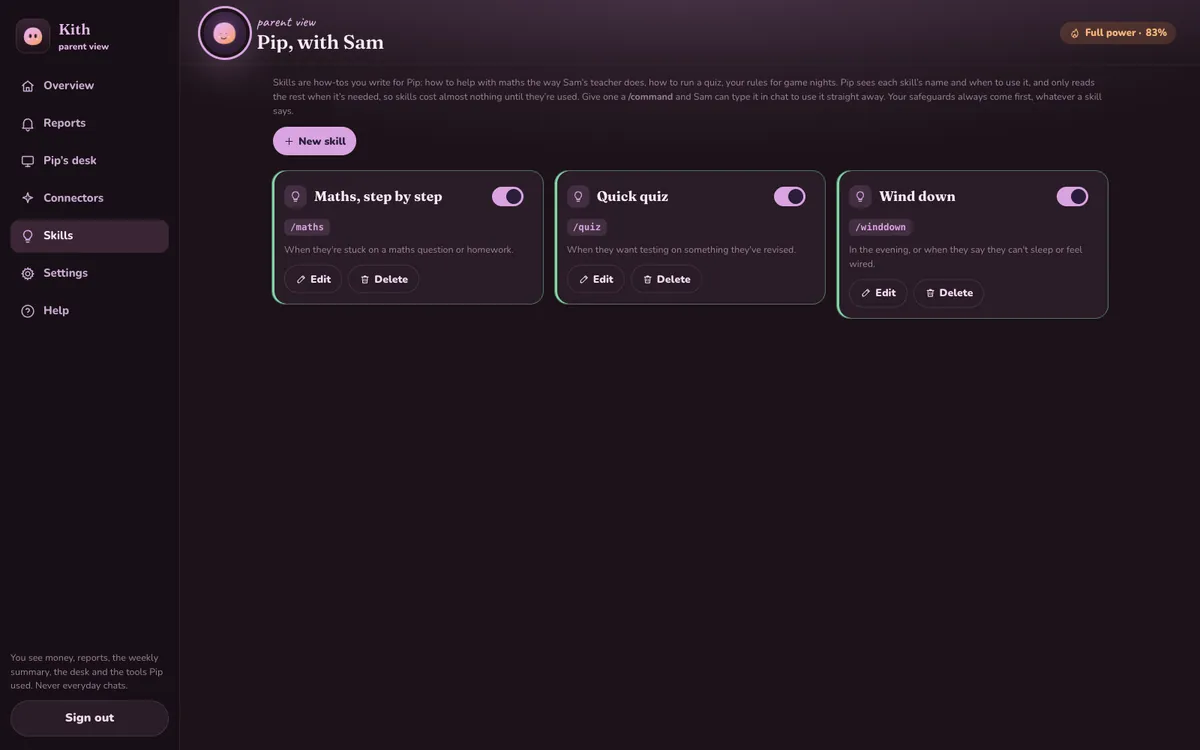 Kith
parent view
Overview
Reports
Pip's desk
Connectors
Skills
Settings
Help
You see money, reports, the weekly
summary, the desk and the tools Pip
used. Never everyday chats.
Sign out
parent view
Pip, with Sam
Full power · 83%
Skills are how-tos you write for Pip: how to help with maths the way Sam's teacher does, how to run a quiz, your rules for game nights. Pip sees each skill's name and when to use it, and only reads
the rest when it's needed, so skills cost almost nothing until they're used. Give one a /command and Sam can type it in chat to use it straight away. Your safeguards always come first, whatever a skill
says.
+ New skill
Maths, step by step
/maths
When they're stuck on a maths question or homework.
Edit
Delete
Quick quiz
/quiz
When they want testing on something they've revised.
Edit
Delete
Wind down
/winddown
In the evening, or when they say they can't sleep or feel
wired.
Edit
Delete